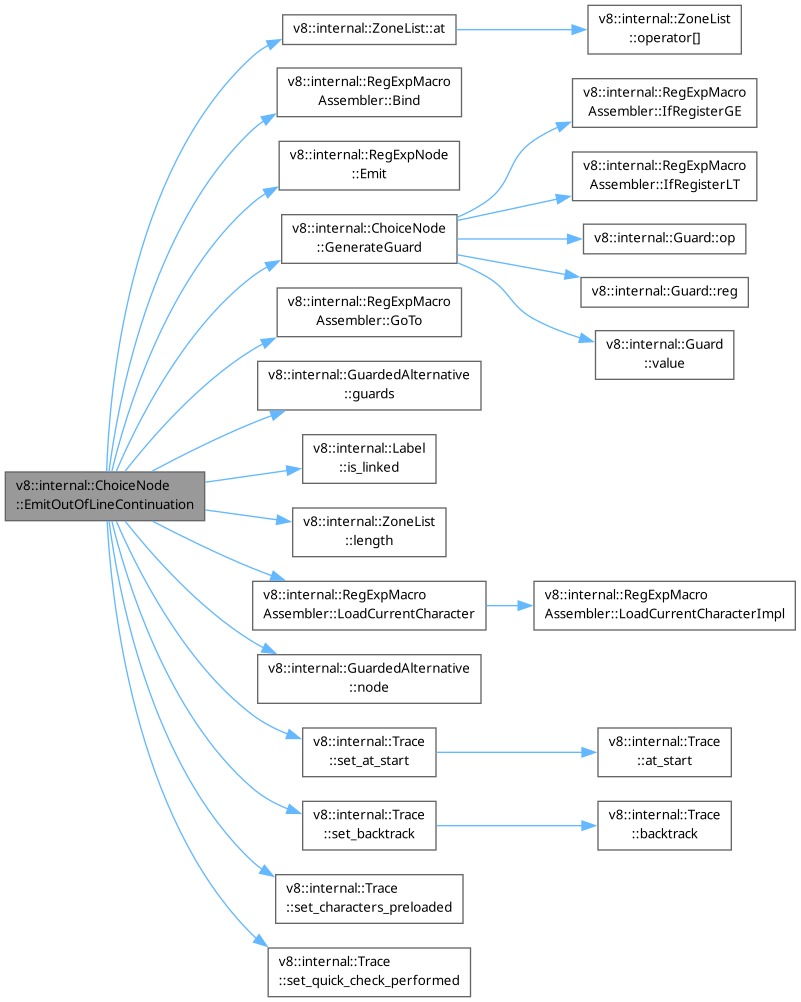 v8::internal::ZoneList::at
v8::internal::ZoneList
::operator[]
v8::internal::RegExpMacro
Assembler::Bind
v8::internal::RegExpMacro
Assembler::IfRegisterGE
v8::internal::RegExpNode
::Emit
v8::internal::RegExpMacro
Assembler::IfRegisterLT
v8::internal::ChoiceNode
::GenerateGuard
v8::internal::Guard::op
v8::internal::Guard::reg
v8::internal::RegExpMacro
Assembler::GoTo
v8::internal::Guard
::value
v8::internal::GuardedAlternative
::guards
v8::internal::Label
::is_linked
v8::internal::ChoiceNode
::EmitOutOfLineContinuation
v8::internal::ZoneList
::length
v8::internal::RegExpMacro
Assembler::LoadCurrentCharacter
v8::internal::RegExpMacro
Assembler::LoadCurrentCharacterImpl
v8::internal::GuardedAlternative
::node
v8::internal::Trace
::set_at_start
v8::internal::Trace
::at_start
v8::internal::Trace
::set_backtrack
v8::internal::Trace
::backtrack
v8::internal::Trace
::set_characters_preloaded
v8::internal::Trace
::set_quick_check_performed